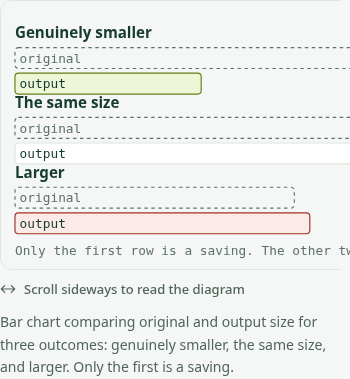 Genuinely smaller
original
output
The same size
original
output
Larger
original
output
Only the first row is a saving. The other
↔ Scroll sideways to read the diagram
Bar chart comparing original and output size for
three outcomes: genuinely smaller, the same size,
and larger. Only the first is a saving.